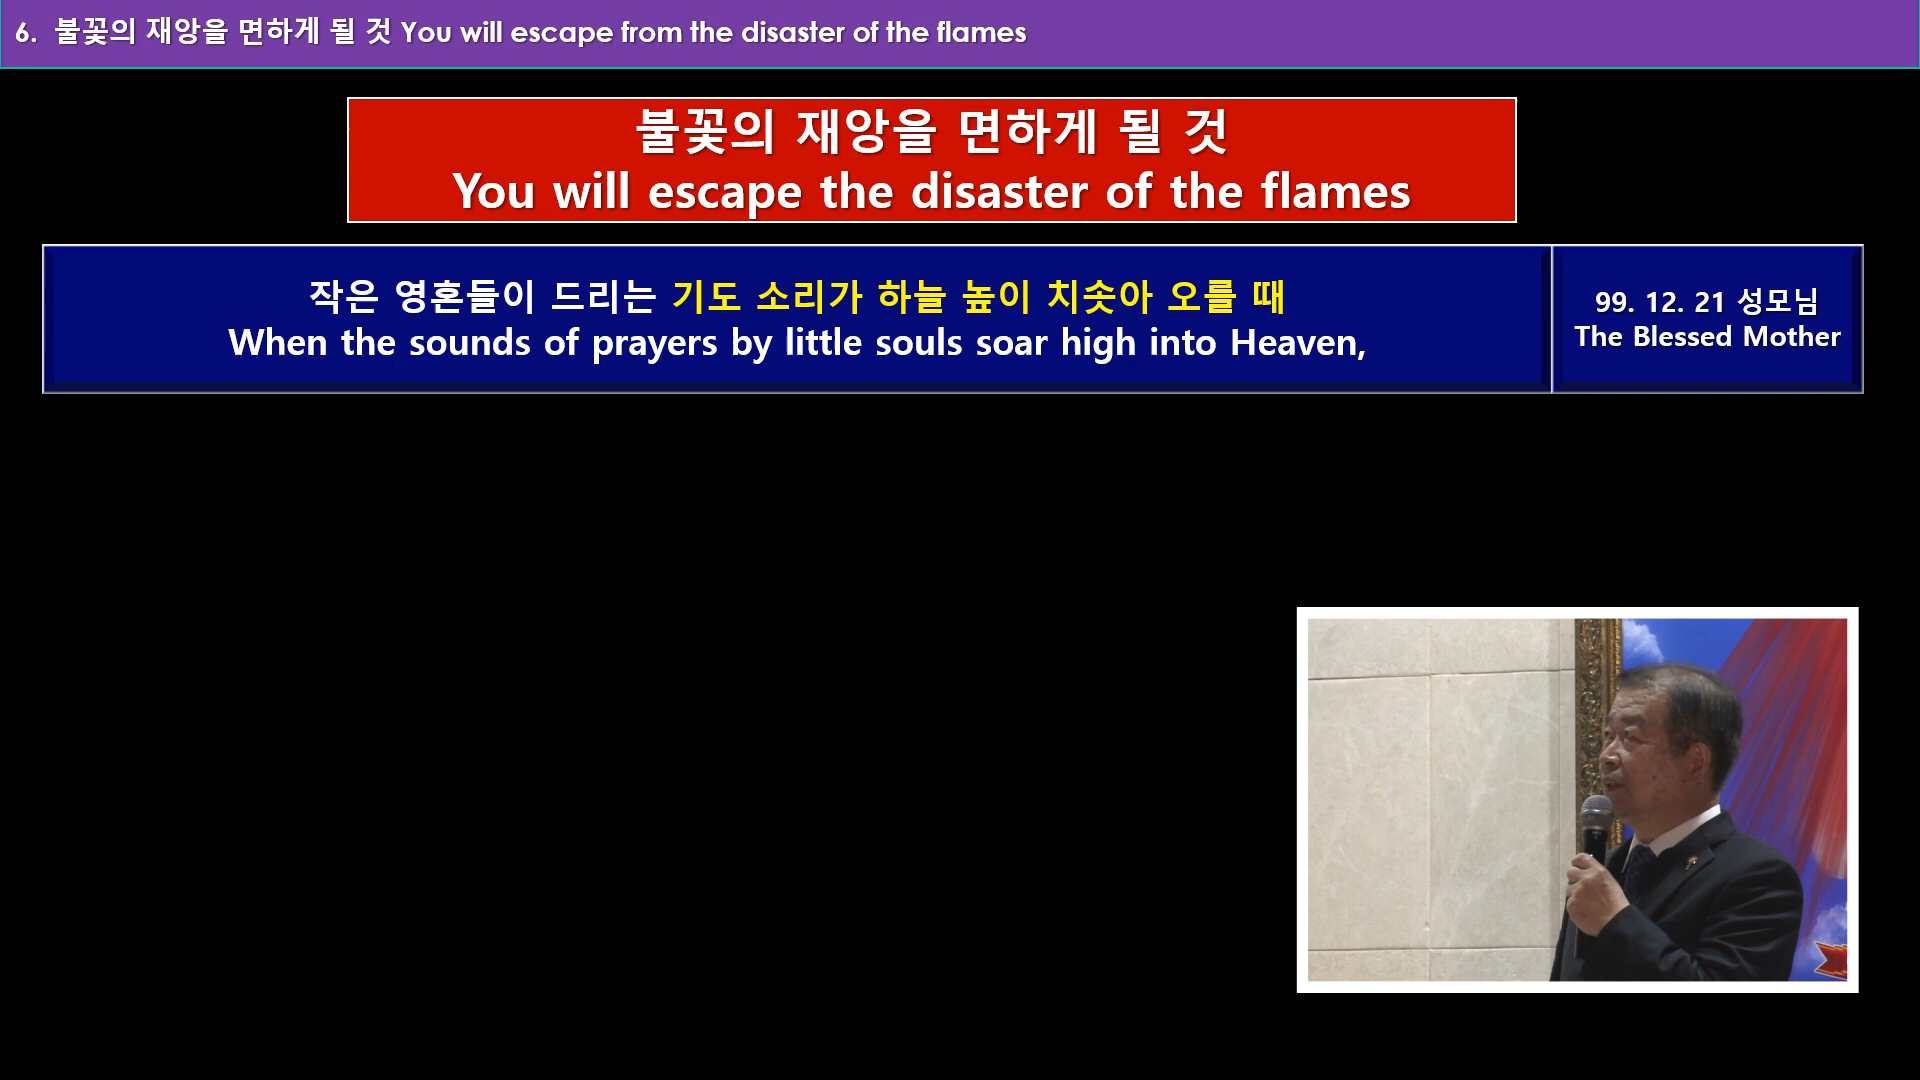 6. 불꽃의 재앙을 면하게 될 것 You will escape from the disaster of the flames
불꽃의 재앙을 면하게 될 것
You will escape the disaster of the flames
작은 영혼들이 드리는 기도 소리가 하늘 높이 치솟아 오를 때
When the sounds of prayers by little souls soar high into Heaven,
99. 12. 21 성모님
The Blessed Mother